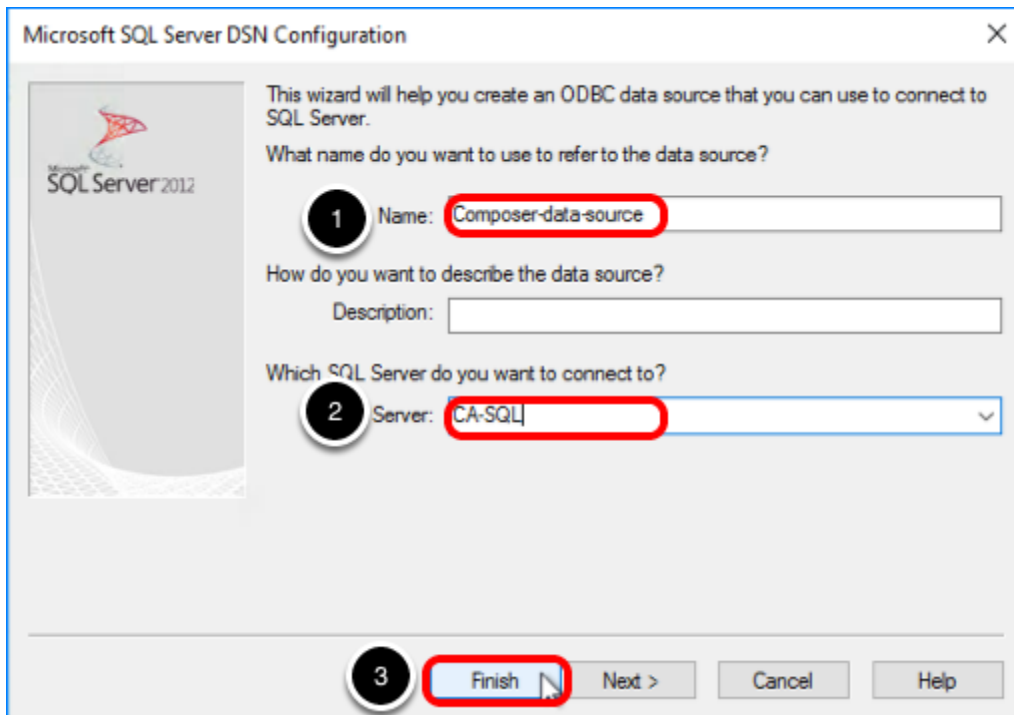 Microsoft SQL Server DSN Configuration
This wizard will help you create an ODBC data source that you can use to connect to
SQL Server.
What name do you want to use to refer to the data source?
Microsoft
SQL Server 2012
1 Name: Composer-data-source
How do you want to describe the data source?
Description:
Which SQL Server do you want to connect to?
2 Server: CA-SQL
3 Finish Next > Cancel Help